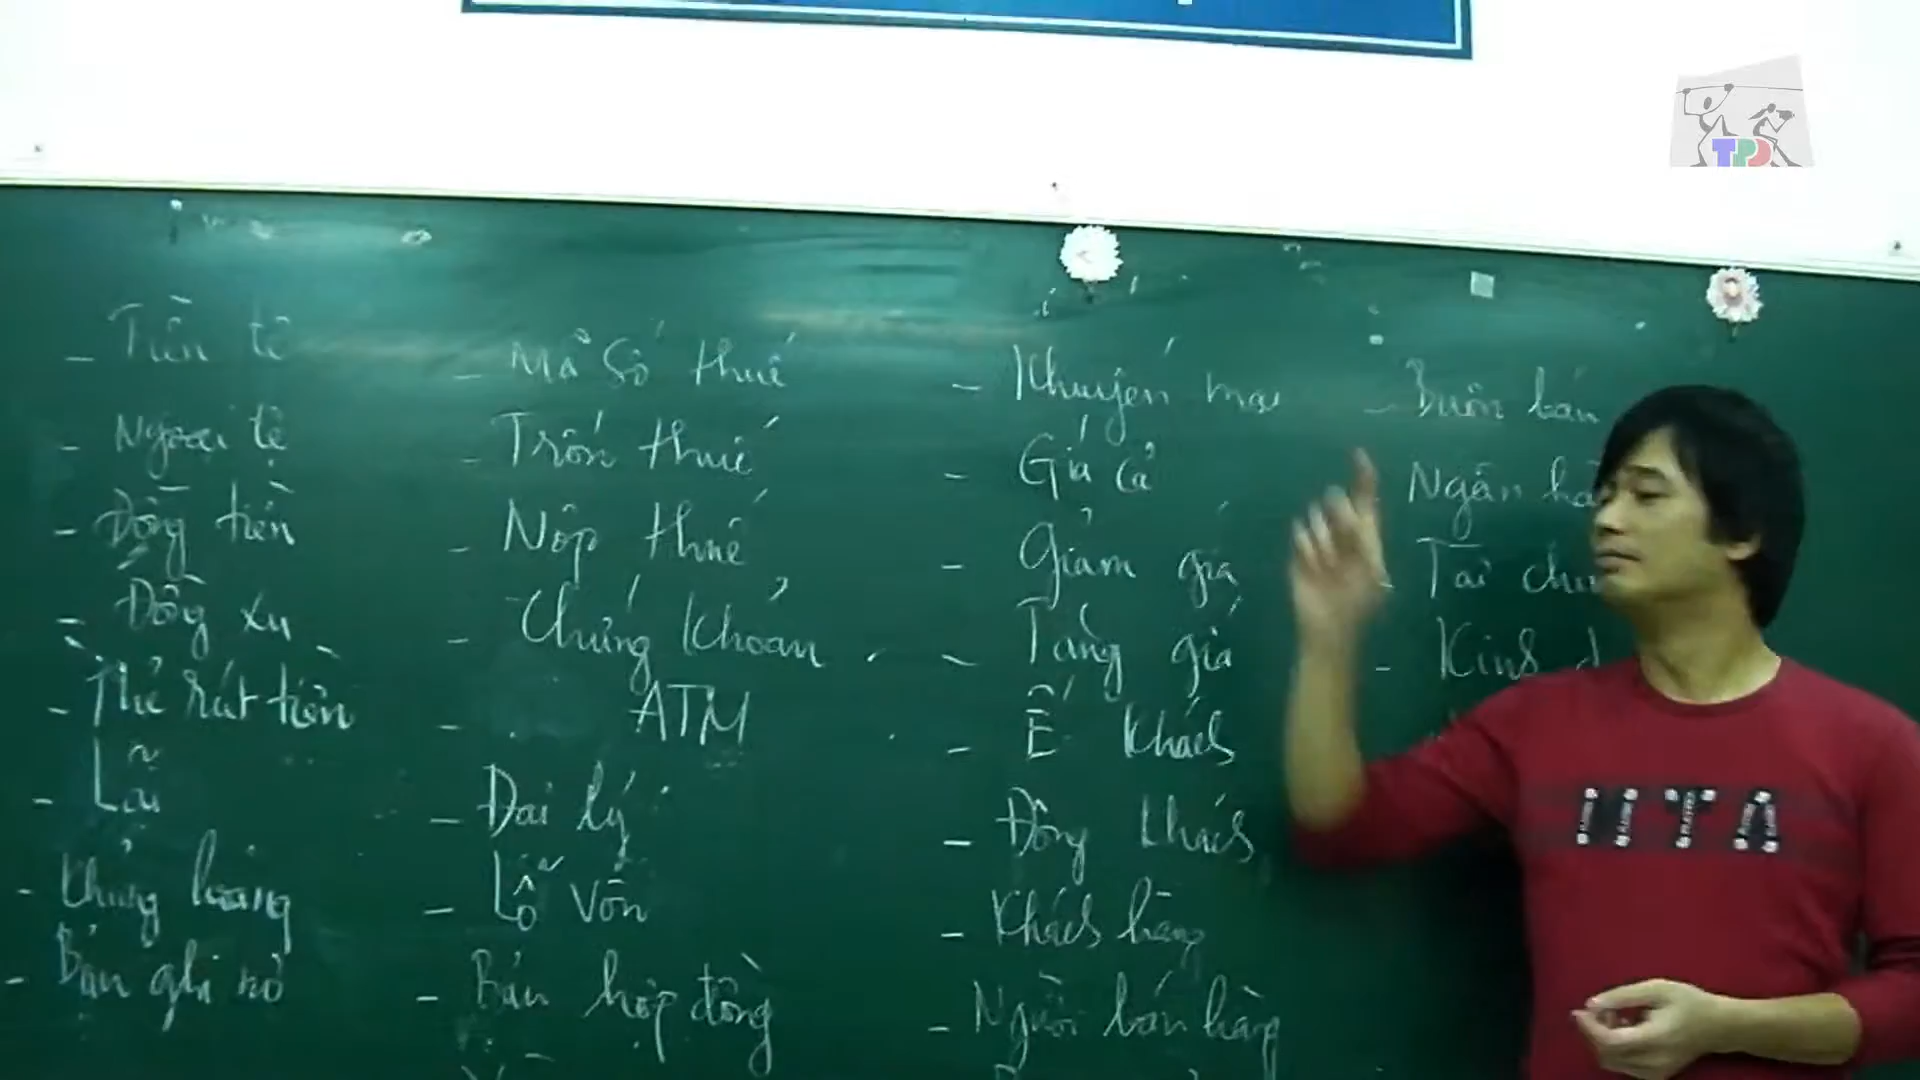 - Tiền tệ
- Ngoại tệ
- Đồng tiền
- Đồng xu
- Thẻ rút tiền
- Lãi
- Khủng hoảng
- Bản ghi nợ
- Mã số thuế
- Trốn thuế
- Nộp thuế
- Chứng khoán
- ATM
- Đại lý
- Lỗ vốn
- Bản hợp đồng
- Khuyến mại
- Giá cả
- Giảm giá
- Tăng giá
- Ế khách
- Đông khách
- Khách hàng
- Người bán hàng
- Buôn bán
Ngân
- Tài
- Kinh
TPD